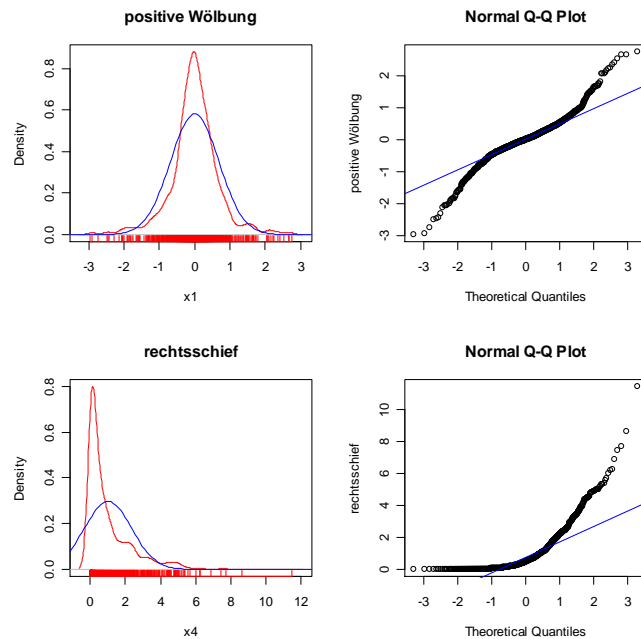 positive Wölbung
Density
0.0 0.2 0.4 0.6 0.8
-3 -2 -1 0 1 2 3
x1
Normal Q-Q Plot
positive Wölbung
-3 -2 -1 0 1 2
-3 -2 -1 0 1 2 3
Theoretical Quantiles
rechtsschief
Density
0.0 0.2 0.4 0.6 0.8
0 2 4 6 8 10 12
x4
Normal Q-Q Plot
rechtsschief
0 2 4 6 8 10
-3 -2 -1 0 1 2 3
Theoretical Quantiles